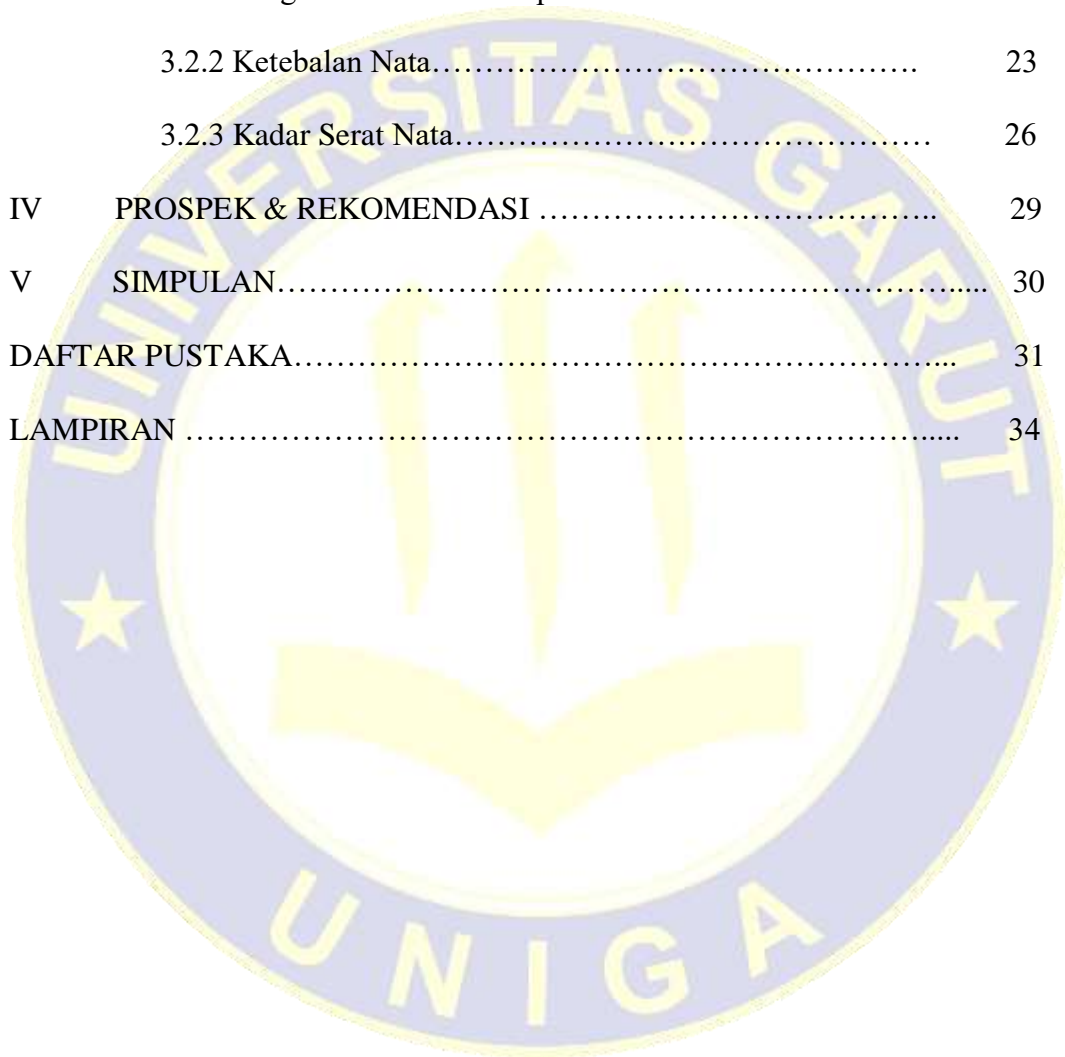 3.2.2 Ketebalan Nata………………………………………. 23
3.2.3 Kadar Serat Nata……………………………………… 26
IV PROSPEK & REKOMENDASI ……………………………….. 29
V SIMPULAN………………………………………………………...... 30
DAFTAR PUSTAKA……………………………………………………... 31
LAMPIRAN …………………………………………………………….... 34
UNIVERSITAS GARUT
UNIGA